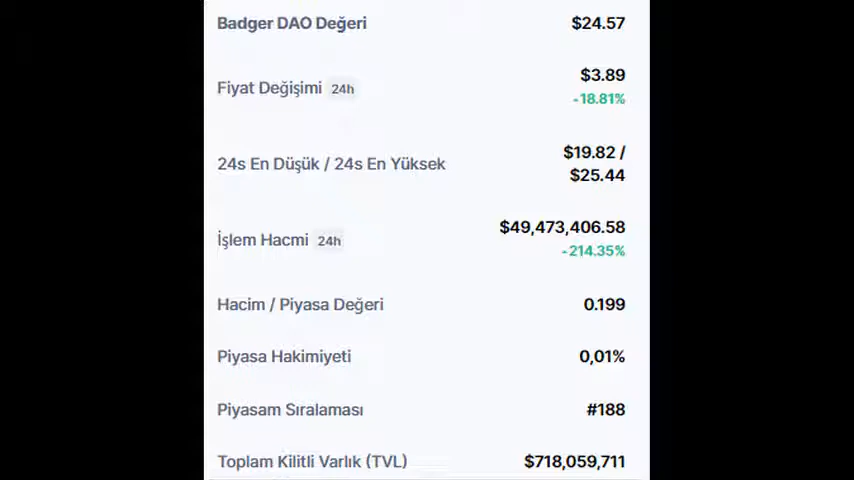 Badger DAO Değeri $24.57
$3.89
Fiyat Değişimi 24h
-18.81%
$19.82 /
24s En Düşük / 24s En Yüksek
$25.44
$49,473,406.58
İşlem Hacmi 24h
-214.35%
Hacim / Piyasa Değeri 0.199
Piyasa Hakimiyeti 0,01%
Piyasam Sıralaması #188
Toplam Kilitli Varlık (TVL) $718,059,711